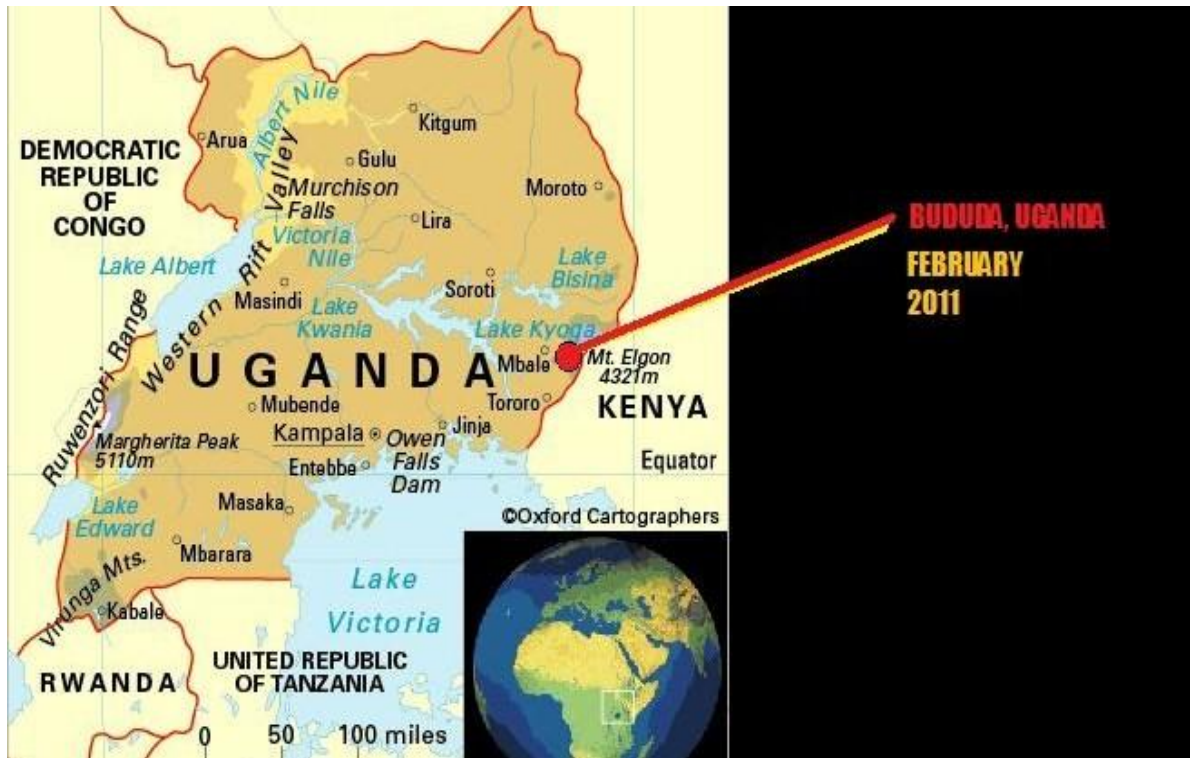 Albert Nile
Kitgum
Arua
DEMOCRATIC
REPUBLIC
OF
CONGO
Gulu
Moroto
Murchison
Falls
Lira
Victoria
Nile
Lake Albert
Western Rift Valley
Lake
Bisina
Masindi
Soroti
Lake
Kwania
Lake Kyoga
Ruwenzori Range
UGANDA
Mbale
Mt. Elgon
4321m
Mubende
Tororo
KENYA
Kampala
Jinja
Owen
Falls
Dam
Margherita Peak
5110m
Entebbe
Equator
Lake
Edward
Masaka
©Oxford Cartographers
Mbarara
Virunga Mts.
Kabale
Lake
Victoria
UNITED REPUBLIC
OF TANZANIA
RWANDA
0 50 100 miles
BUDUDA, UGANDA
FEBRUARY
2011